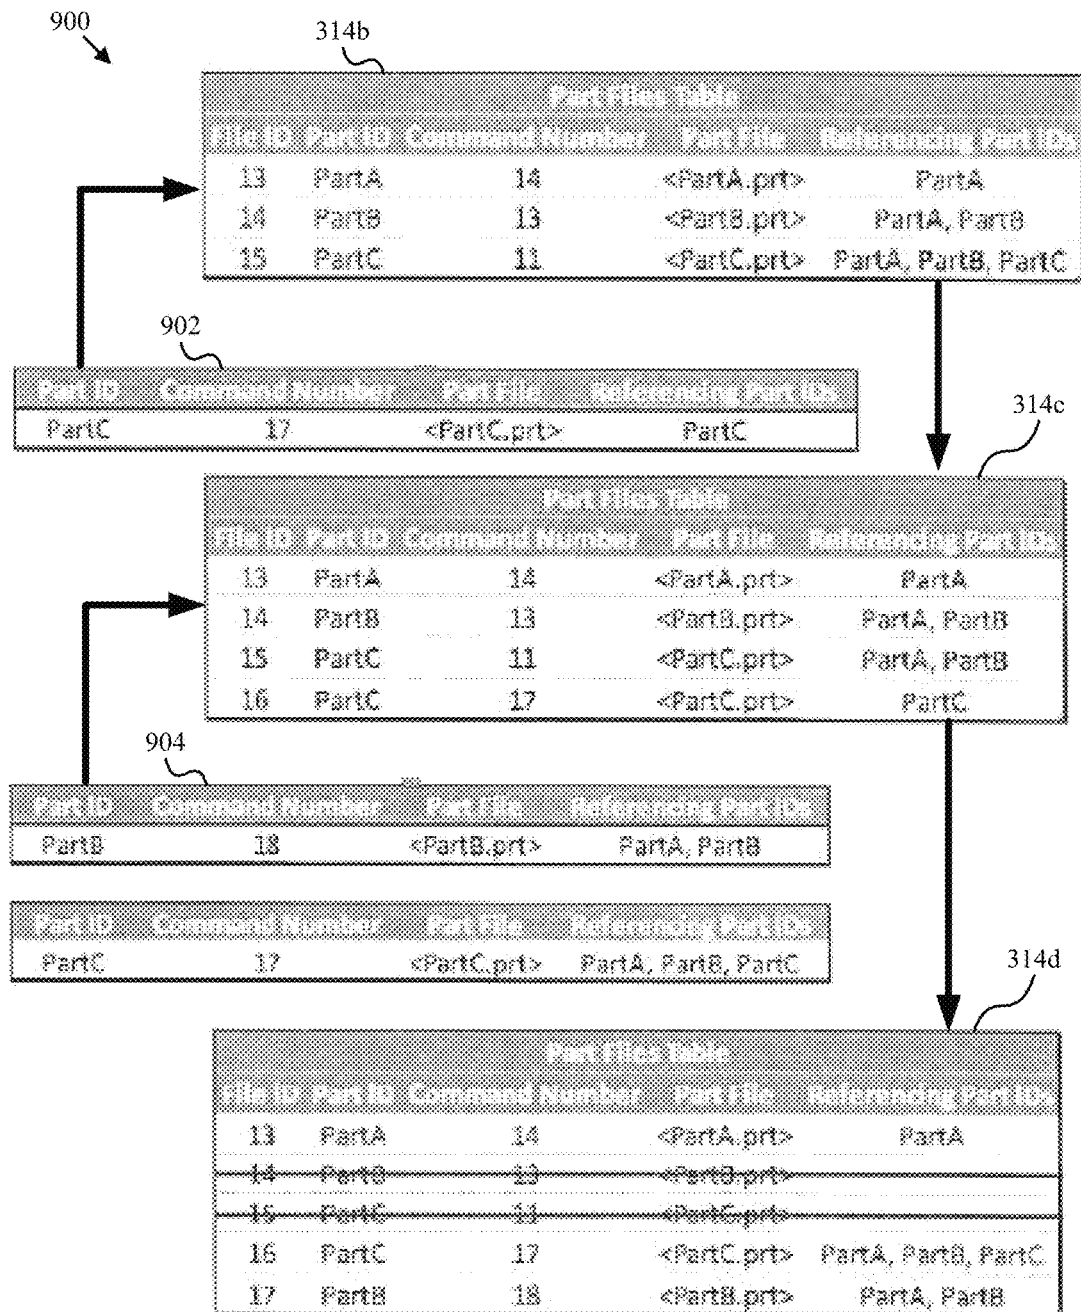 900
314b
Part Files Table
File ID Part ID Command Number Part File Referencing Part IDs
13 PartA 14 <PartA.prt> PartA
14 PartB 13 <PartB.prt> PartA, PartB
15 PartC 11 <PartC.prt> PartA, PartB, PartC
902
Part ID Command Number Part File Referencing Part IDs
PartC 17 <PartC.prt> PartC
314c
Part Files Table
File ID Part ID Command Number Part File Referencing Part IDs
13 PartA 14 <PartA.prt> PartA
14 PartB 13 <PartB.prt> PartA, PartB
15 PartC 11 <PartC.prt> PartA, PartB
16 PartC 17 <PartC.prt> PartC
904
Part ID Command Number Part File Referencing Part IDs
PartB 18 <PartB.prt> PartA, PartB
Part ID Command Number Part File Referencing Part IDs
PartC 17 <PartC.prt> PartA, PartB, PartC
314d
Part Files Table
File ID Part ID Command Number Part File Referencing Part IDs
13 PartA 14 <PartA.prt> PartA
14 PartB 13 <PartB.prt>
15 PartC 11 <PartC.prt>
16 PartC 17 <PartC.prt> PartA, PartB, PartC
17 PartB 18 <PartB.prt> PartA, PartB